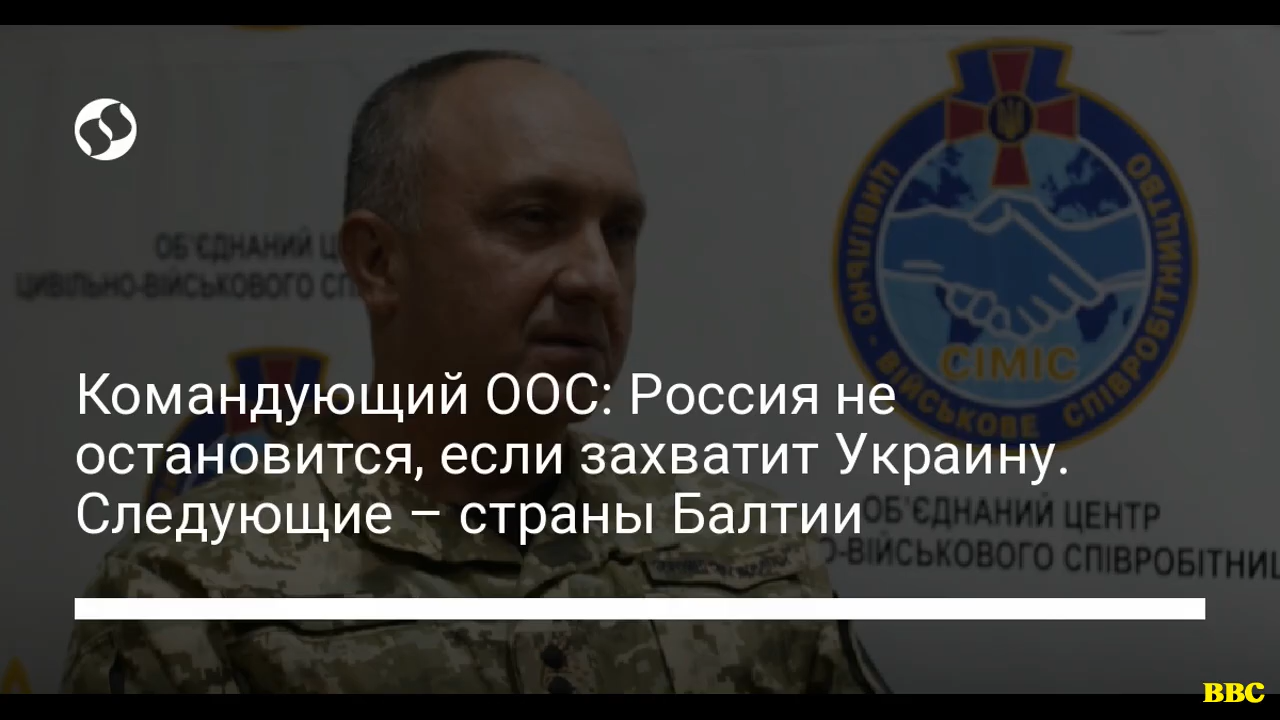 ОБ'ЄДНАНИЙ Ц
ЦИВІЛЬНО-ВІЙСЬКОВОГО СП
ЦИВІЛЬНО - ВІЙСЬКОВЕ СПІВРОБІТНИЦТВО
СІМІС
Командующий ООС: Россия не
остановится, если захватит Украину.
Следующие – страны Балтии
ОБ'ЄДНАНИЙ ЦЕНТР
О-ВІЙСЬКОВОГО СПІВРОБІТНИЦ
BBC